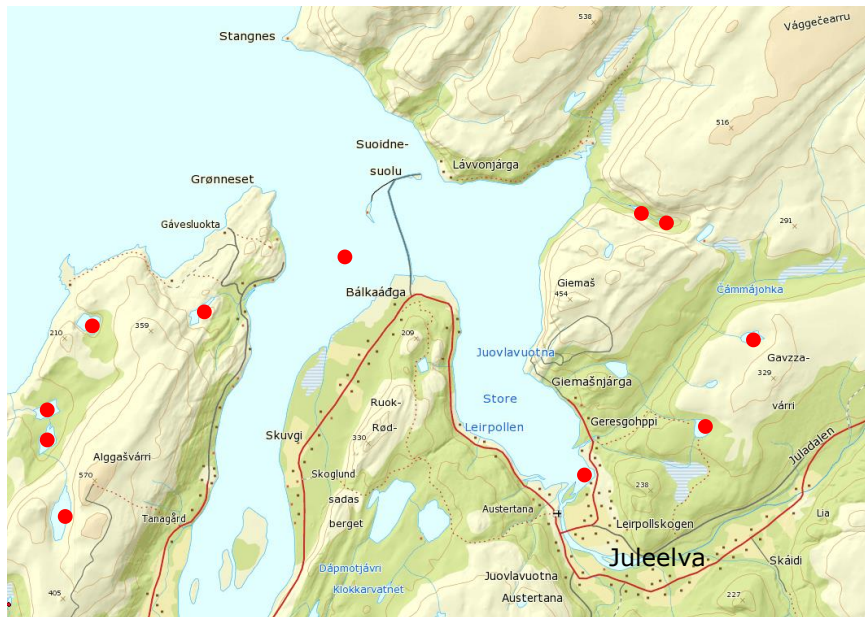 538
Vággečearru
Stangnes
516
Suoidne-
suolu
Lávvonjárga
Grønneset
Gávesluokta
291
Giemaš
454
Čámmájohka
Bálkaáđga
210
359
209
Juovlavuotna
Gavzza-
329
várri
Giemašnjárga
Store
Leirpollen
Geresgohppi
Ruok-
Rød-
Skuvgi
330
Juladalen
Alggašvárri
570
Skoglund
sadas
berget
238
Tanagård
Austertana
Leirpollskogen
Lia
Juleelva
Skáidi
Dápmotjávri
Klokkarvatnet
Juovlavuotna
Austertana
405
227